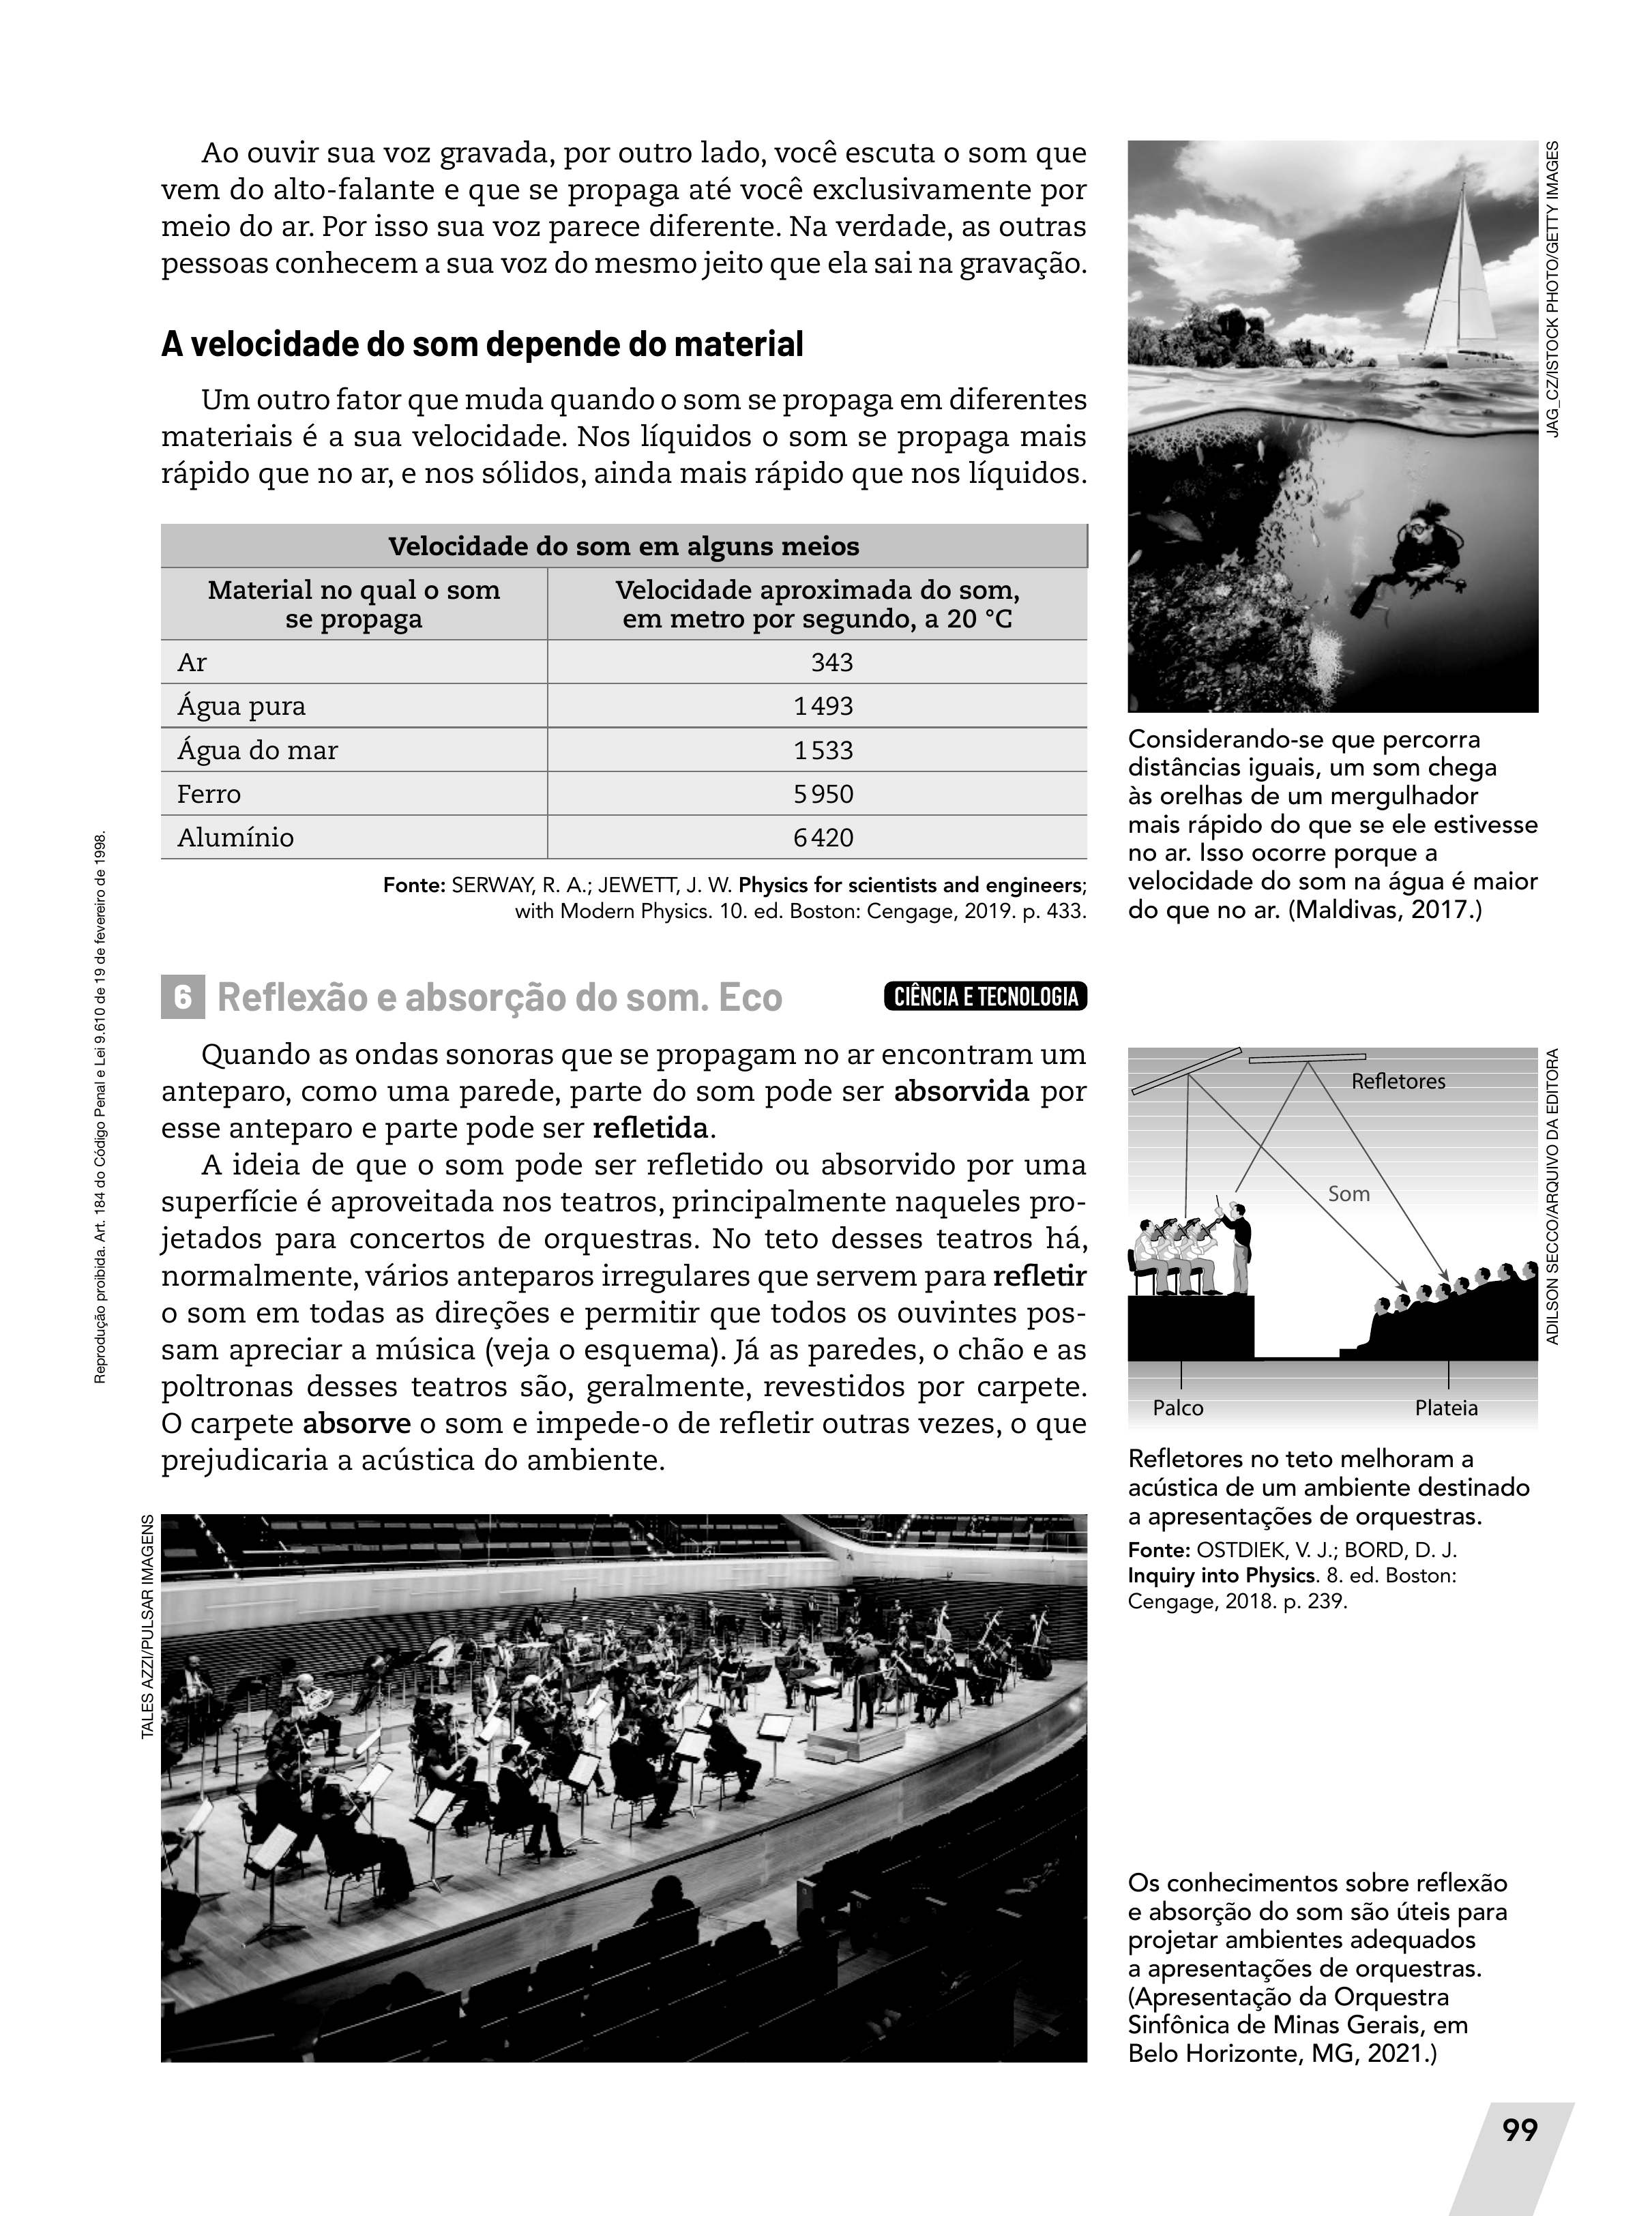 Ao ouvir sua voz gravada, por outro lado, você escuta o som que
vem do alto-falante e que se propaga até você exclusivamente por
meio do ar. Por isso sua voz parece diferente. Na verdade, as outras
pessoas conhecem a sua voz do mesmo jeito que ela sai na gravação.
A velocidade do som depende do material
Um outro fator que muda quando o som se propaga em diferentes
materiais é a sua velocidade. Nos líquidos o som se propaga mais
rápido que no ar, e nos sólidos, ainda mais rápido que nos líquidos.
Velocidade do som em alguns meios
Material no qual o som
se propaga
Velocidade aproximada do som,
em metro por segundo, a 20 °C
Ar 343
Água pura 1 493
Água do mar 1 533
Ferro 5 950
Alumínio 6 420
Fonte: SERWAY, R. A.; JEWETT, J. W. Physics for scientists and engineers;
with Modern Physics. 10. ed. Boston: Cengage, 2019. p. 433.
JAG_CZ/ISTOCK PHOTO/GETTY IMAGES
Considerando-se que percorra
distâncias iguais, um som chega
às orelhas de um mergulhador
mais rápido do que se ele estivesse
no ar. Isso ocorre porque a
velocidade do som na água é maior
do que no ar. (Maldivas, 2017.)
Reprodução proibida. Art. 184 do Código Penal e Lei 9.610 de 19 de fevereiro de 1998.
6 Reflexão e absorção do som. Eco
CIÊNCIA E TECNOLOGIA
Quando as ondas sonoras que se propagam no ar encontram um
anteparo, como uma parede, parte do som pode ser absorvida por
esse anteparo e parte pode ser refletida.
A ideia de que o som pode ser refletido ou absorvido por uma
superfície é aproveitada nos teatros, principalmente naqueles pro-
jetados para concertos de orquestras. No teto desses teatros há,
normalmente, vários anteparos irregulares que servem para refletir
o som em todas as direções e permitir que todos os ouvintes pos-
sam apreciar a música (veja o esquema). Já as paredes, o chão e as
poltronas desses teatros são, geralmente, revestidos por carpete.
O carpete absorve o som e impede-o de refletir outras vezes, o que
prejudicaria a acústica do ambiente.
Refletores
Som
Palco
Plateia
ADILSON SECCO/ARQUIVO DA EDITORA
Refletores no teto melhoram a
acústica de um ambiente destinado
a apresentações de orquestras.
Fonte: OSTDIEK, V. J.; BORD, D. J.
Inquiry into Physics. 8. ed. Boston:
Cengage, 2018. p. 239.
TALES AZZI/PULSAR IMAGENS
Os conhecimentos sobre reflexão
e absorção do som são úteis para
projetar ambientes adequados
a apresentações de orquestras.
(Apresentação da Orquestra
Sinfônica de Minas Gerais, em
Belo Horizonte, MG, 2021.)
99